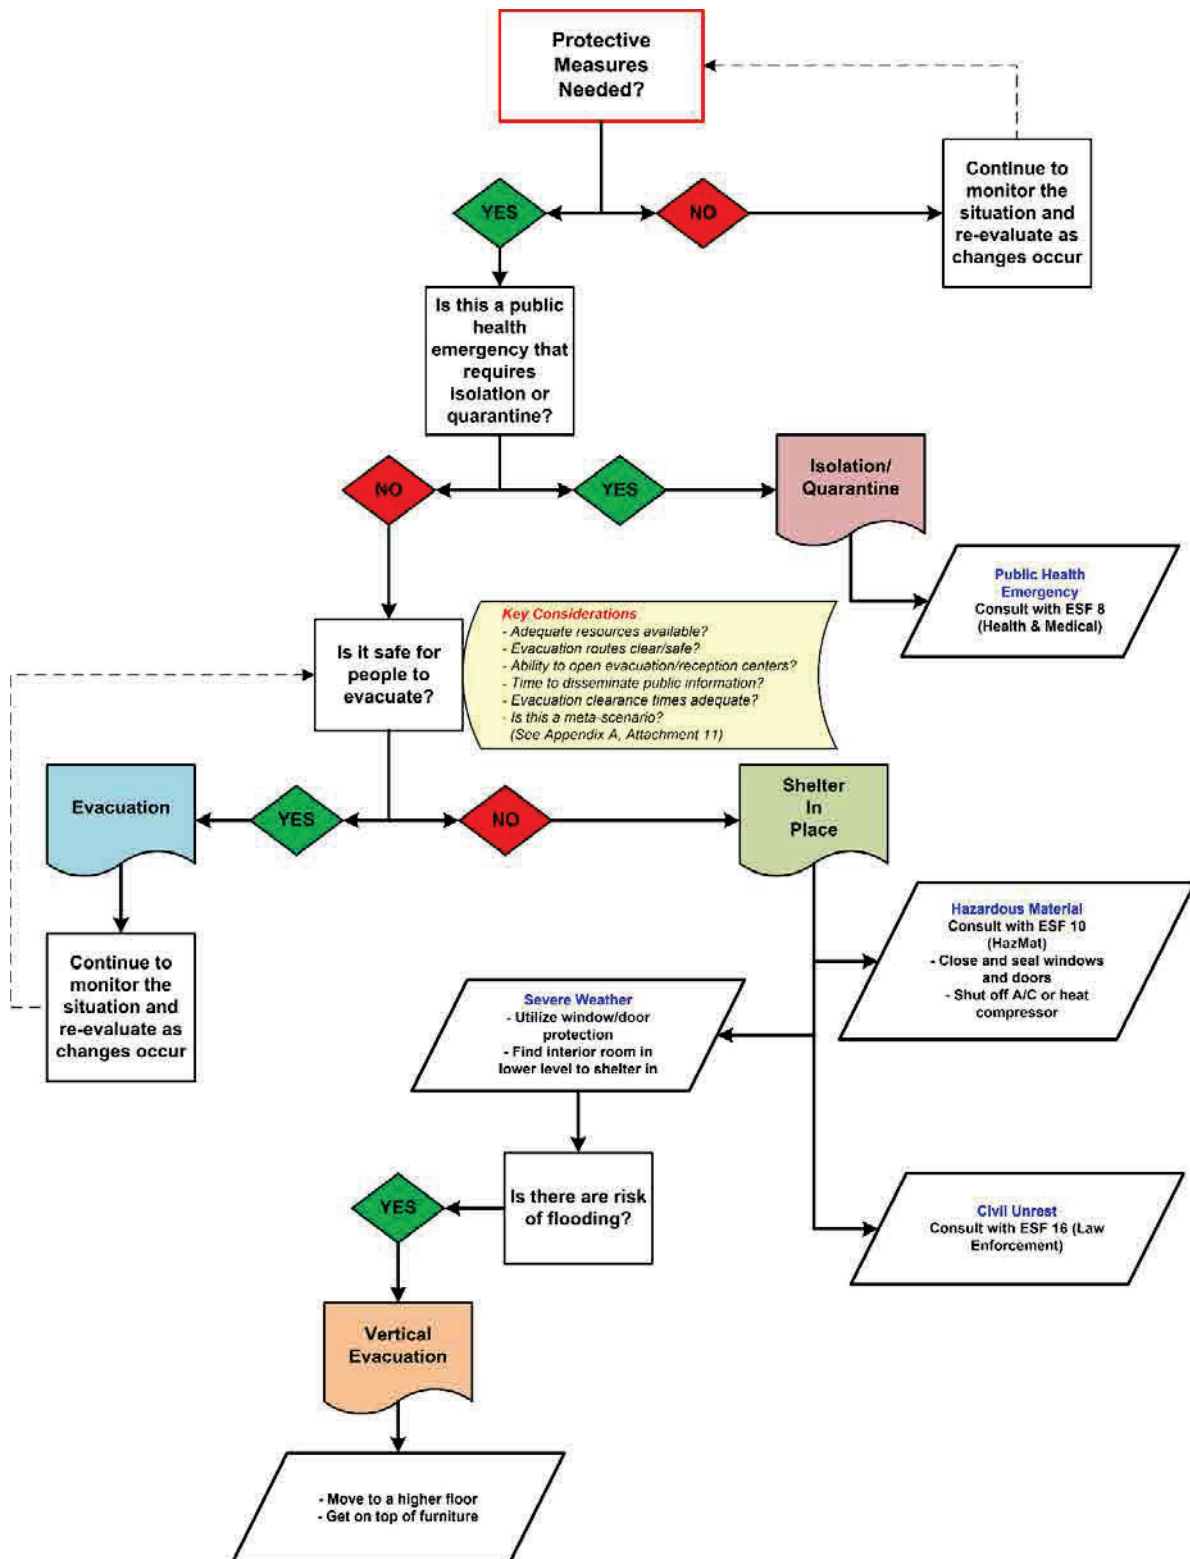 Protective
Measures
Needed?
YES
NO
Continue to
monitor the
situation and
re-evaluate as
changes occur
Is this a public
health
emergency that
requires
isolation or
quarantine?
NO
YES
Isolation/
Quarantine
Public Health
Emergency
Consult with ESF 8
(Health & Medical)
Is it safe for
people to
evacuate?
Key Considerations
- Adequate resources available?
- Evacuation routes clear/safe?
- Ability to open evacuation/reception centers?
- Time to disseminate public information?
- Evacuation clearance times adequate?
- Is this a meta-scenario?
(See Appendix A, Attachment 11)
Evacuation
YES
NO
Shelter
In
Place
Continue to
monitor the
situation and
re-evaluate as
changes occur
Hazardous Material
Consult with ESF 10
(HazMat)
- Close and seal windows
and doors
- Shut off A/C or heat
compressor
Severe Weather
- Utilize window/door
protection
- Find interior room in
lower level to shelter in
Is there are risk
of flooding?
YES
Civil Unrest
Consult with ESF 16 (Law
Enforcement)
Vertical
Evacuation
- Move to a higher floor
- Get on top of furniture